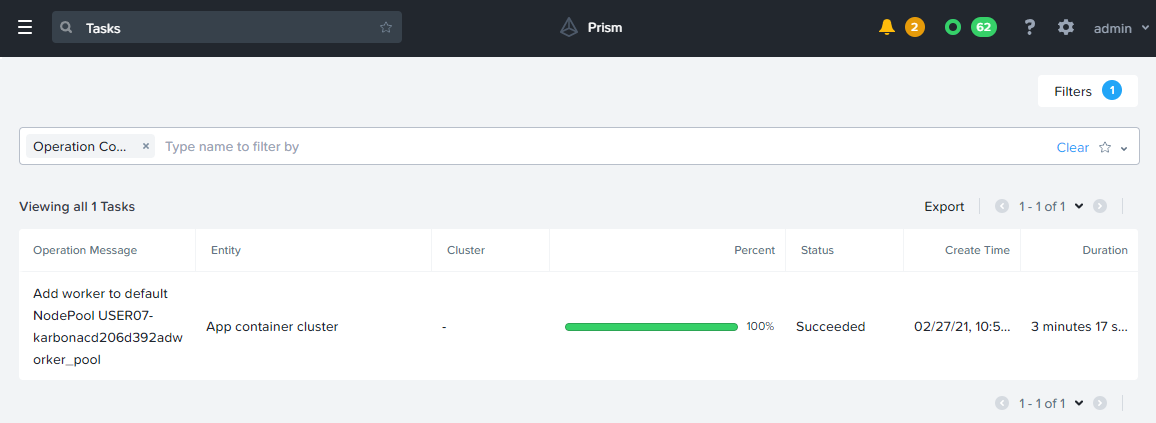 Tasks
Prism
2
62
?
admin
Filters 1
Operation Co... × Type name to filter by
Clear
Viewing all 1 Tasks
Export
1 - 1 of 1
Operation Message Entity Cluster Percent Status Create Time Duration
Add worker to default
NodePool USER07-
karbonacd206d392adw
orker_pool
App container cluster - 100% Succeeded 02/27/21, 10:5... 3 minutes 17 s...
1 - 1 of 1